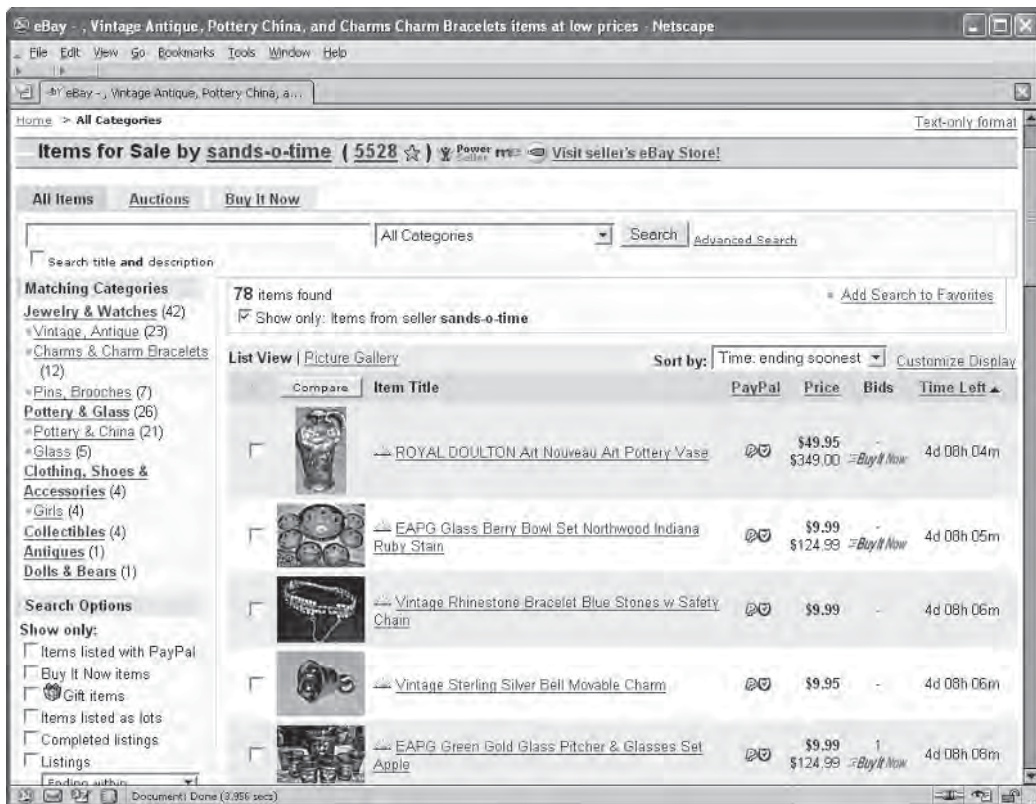 eBay - , Vintage Antique, Pottery China, and Charms Charm Bracelets items at low prices - Netscape
File Edit View Go Bookmarks Tools Window Help
eBay - , Vintage Antique, Pottery China, a...
Home > All Categories
Text-only format
Items for Sale by sands-o-time ( 5528 ) Power Seller me Visit seller's eBay Store!
All Items Auctions Buy It Now
All Categories Search Advanced Search
Search title and description
Matching Categories
Jewelry & Watches (42)
Vintage, Antique (23)
Charms & Charm Bracelets
(12)
Pins, Brooches (7)
Pottery & Glass (26)
Pottery & China (21)
Glass (5)
Clothing, Shoes &
Accessories (4)
Girls (4)
Collectibles (4)
Antiques (1)
Dolls & Bears (1)
Search Options
Show only:
Items listed with PayPal
Buy It Now items
Gift items
Items listed as lots
Completed listings
Listings
Ending within
78 items found
Add Search to Favorites
Show only: Items from seller sands-o-time
List View | Picture Gallery
Sort by: Time: ending soonest Customize Display
Compare Item Title PayPal Price Bids Time Left
ROYAL DOULTON Art Nouveau Art Pottery Vase $49.95 - 4d 08h 04m
$349.00 Buy It Now
EAPG Glass Berry Bowl Set Northwood Indiana $9.99 - 4d 08h 05m
Ruby Stain $124.99 Buy It Now
Vintage Rhinestone Bracelet Blue Stones w Safety $9.99 - 4d 08h 06m
Chain
Vintage Sterling Silver Bell Movable Charm $9.95 - 4d 08h 06m
EAPG Green Gold Glass Pitcher & Glasses Set $9.99 1 4d 08h 08m
Apple $124.99 Buy It Now
Document: Done (3.956 secs)